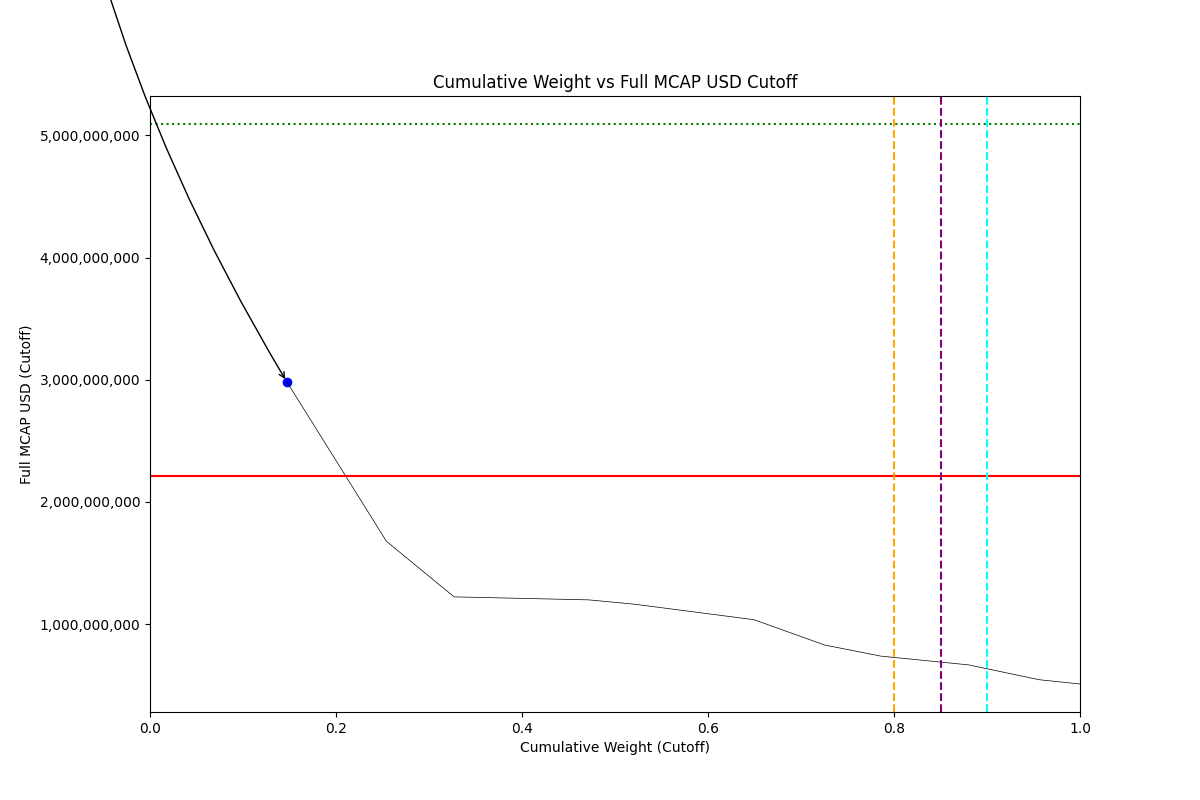 Cumulative Weight vs Full MCAP USD Cutoff
Full MCAP USD (Cutoff)
5,000,000,000
4,000,000,000
3,000,000,000
2,000,000,000
1,000,000,000
0.0 0.2 0.4 0.6 0.8 1.0
Cumulative Weight (Cutoff)